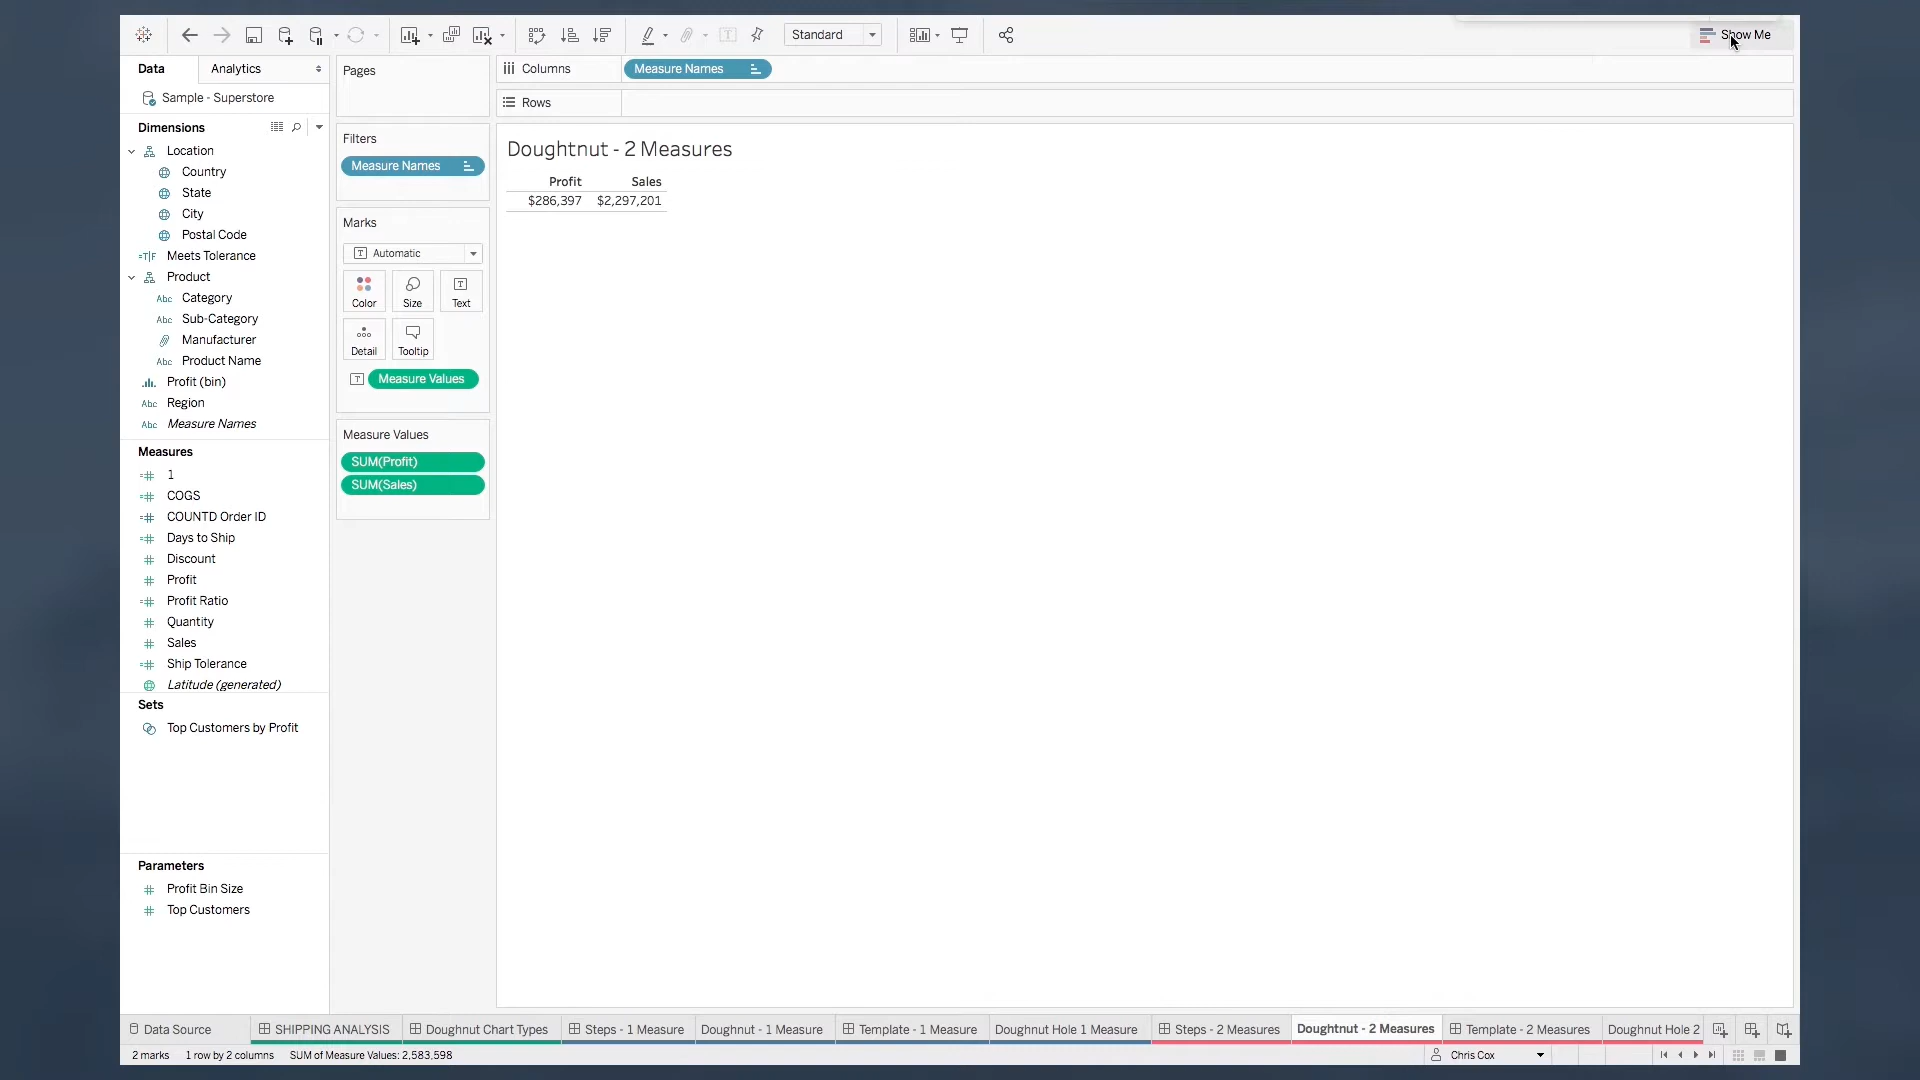 Standard
Show Me
Data
Analytics
Sample - Superstore
Dimensions
Location
Country
State
City
Postal Code
=T|F Meets Tolerance
Product
Abc Category
Abc Sub-Category
Manufacturer
Abc Product Name
Profit (bin)
Abc Region
Abc Measure Names
Measures
1
COGS
COUNTD Order ID
Days to Ship
Discount
Profit
Profit Ratio
Quantity
Sales
Ship Tolerance
Latitude (generated)
Sets
Top Customers by Profit
Parameters
Profit Bin Size
Top Customers
Pages
Filters
Measure Names
Marks
T Automatic
Color
Size
T Text
Detail
Tooltip
T Measure Values
Measure Values
SUM(Profit)
SUM(Sales)
Columns
Measure Names
Rows
Doughtnut - 2 Measures
Profit Sales
$286,397 $2,297,201
Data Source
SHIPPING ANALYSIS
Doughnut Chart Types
Steps - 1 Measure
Doughnut - 1 Measure
Template - 1 Measure
Doughnut Hole 1 Measure
Steps - 2 Measures
Doughtnut - 2 Measures
Template - 2 Measures
Doughnut Hole 2
2 marks
1 row by 2 columns
SUM of Measure Values: 2,583,598
Chris Cox